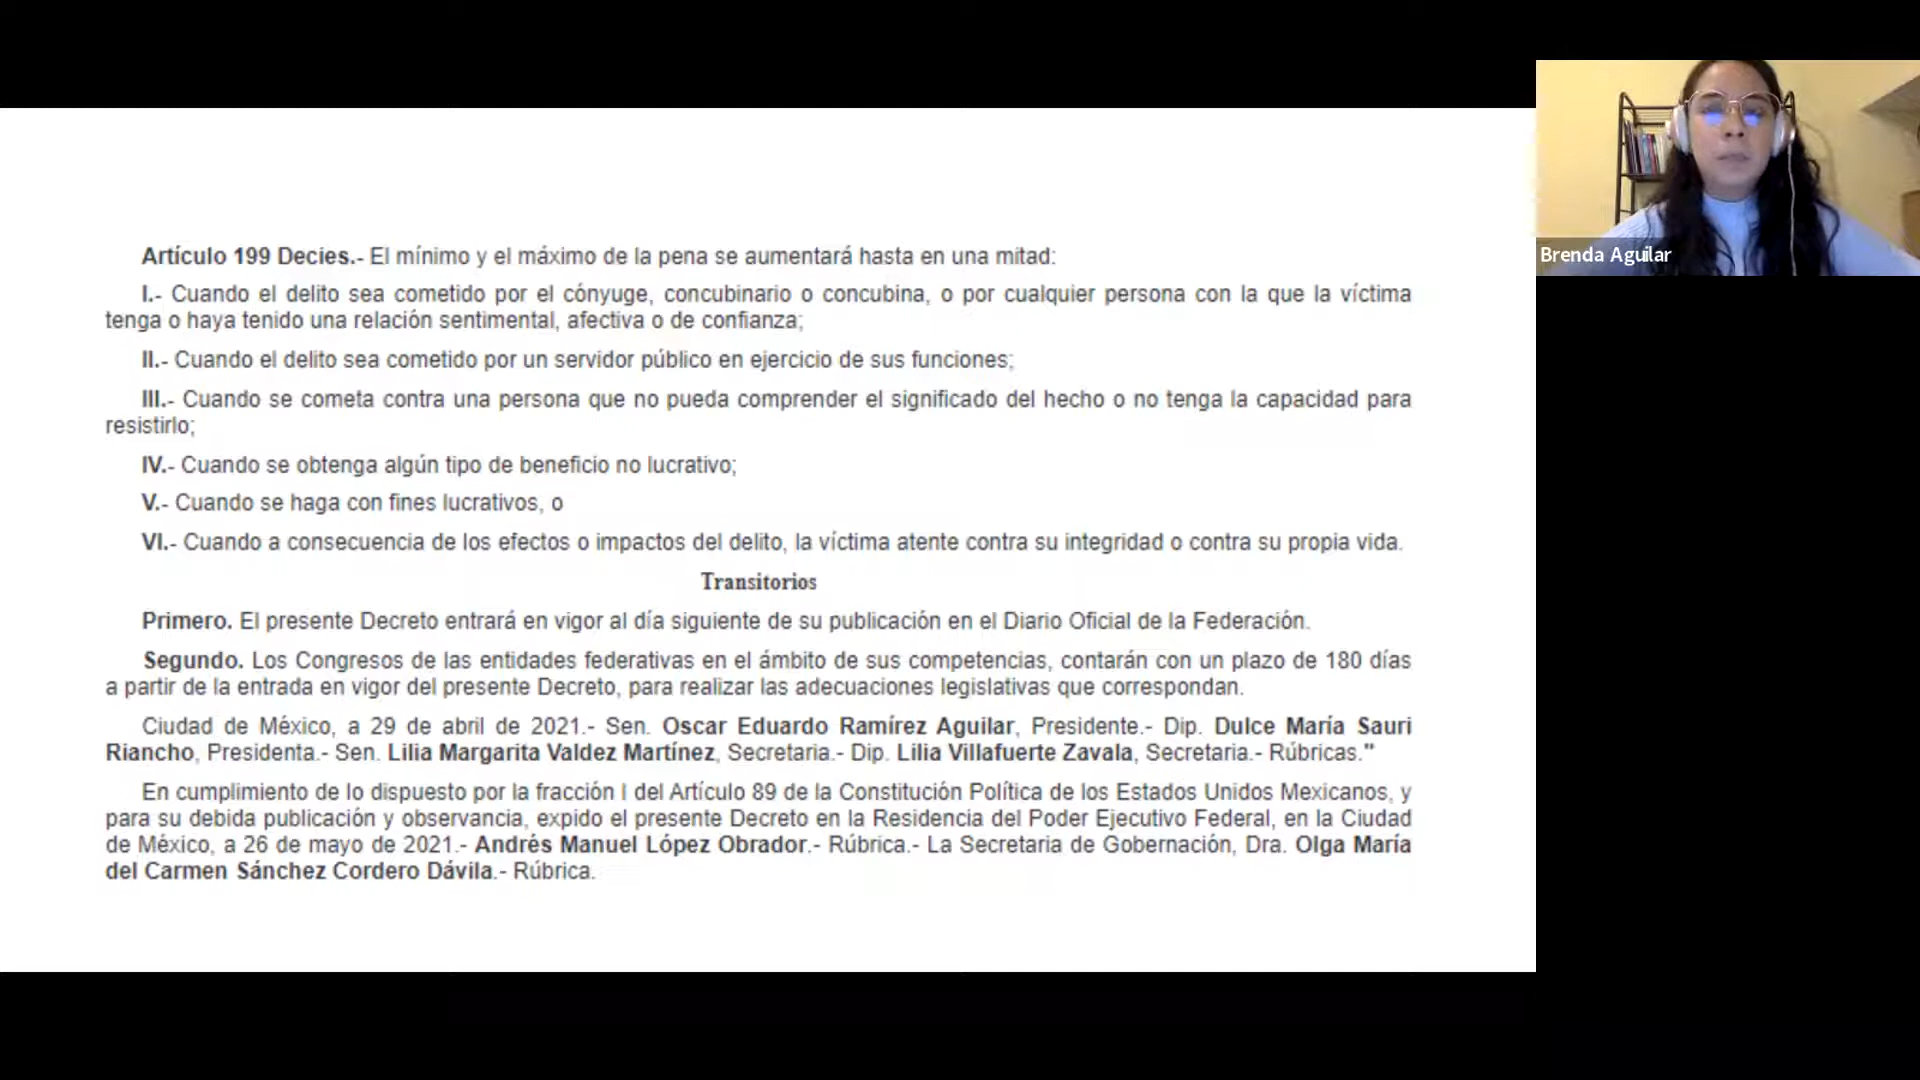 Artículo 199 Decies.- El mínimo y el máximo de la pena se aumentará hasta en una mitad:
I.- Cuando el delito sea cometido por el cónyuge, concubinario o concubina, o por cualquier persona con la que la víctima
tenga o haya tenido una relación sentimental, afectiva o de confianza;
II.- Cuando el delito sea cometido por un servidor público en ejercicio de sus funciones;
III.- Cuando se cometa contra una persona que no pueda comprender el significado del hecho o no tenga la capacidad para
resistirlo;
IV.- Cuando se obtenga algún tipo de beneficio no lucrativo;
V.- Cuando se haga con fines lucrativos, o
VI.- Cuando a consecuencia de los efectos o impactos del delito, la víctima atente contra su integridad o contra su propia vida.
Transitorios
Primero. El presente Decreto entrará en vigor al día siguiente de su publicación en el Diario Oficial de la Federación.
Segundo. Los Congresos de las entidades federativas en el ámbito de sus competencias, contarán con un plazo de 180 días
a partir de la entrada en vigor del presente Decreto, para realizar las adecuaciones legislativas que correspondan.
Ciudad de México, a 29 de abril de 2021.- Sen. Oscar Eduardo Ramírez Aguilar, Presidente.- Dip. Dulce María Sauri
Riancho, Presidenta.- Sen. Lilia Margarita Valdez Martínez, Secretaria.- Dip. Lilia Villafuerte Zavala, Secretaria.- Rúbricas."
En cumplimiento de lo dispuesto por la fracción I del Artículo 89 de la Constitución Política de los Estados Unidos Mexicanos, y
para su debida publicación y observancia, expido el presente Decreto en la Residencia del Poder Ejecutivo Federal, en la Ciudad
de México, a 26 de mayo de 2021.- Andrés Manuel López Obrador.- Rúbrica.- La Secretaria de Gobernación, Dra. Olga María
del Carmen Sánchez Cordero Dávila.- Rúbrica.
Brenda Aguilar